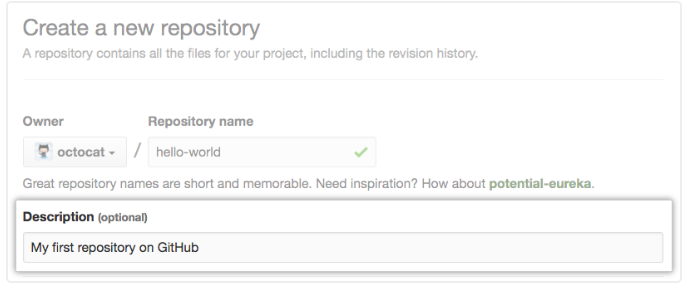 Create a new repository
A repository contains all the files for your project, including the revision history.
Owner Repository name
octocat / hello-world
Great repository names are short and memorable. Need inspiration? How about potential-eureka.
Description (optional)
My first repository on GitHub